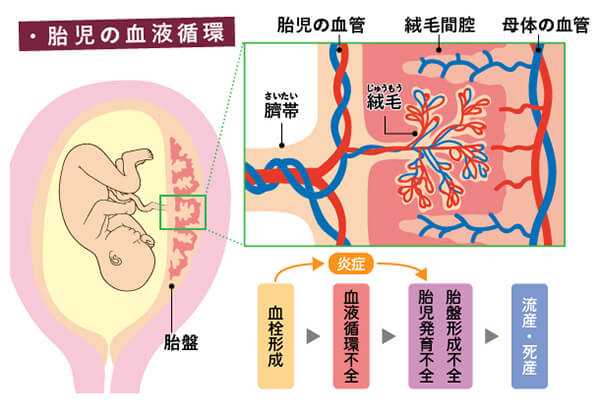 ・胎児の血液循環
胎児の血管
絨毛間腔
母体の血管
さいたい
臍帯
じゅうもう
絨毛
胎盤
炎症
血栓形成
血液循環不全
胎盤形成不全
胎児発育不全
流産・死産